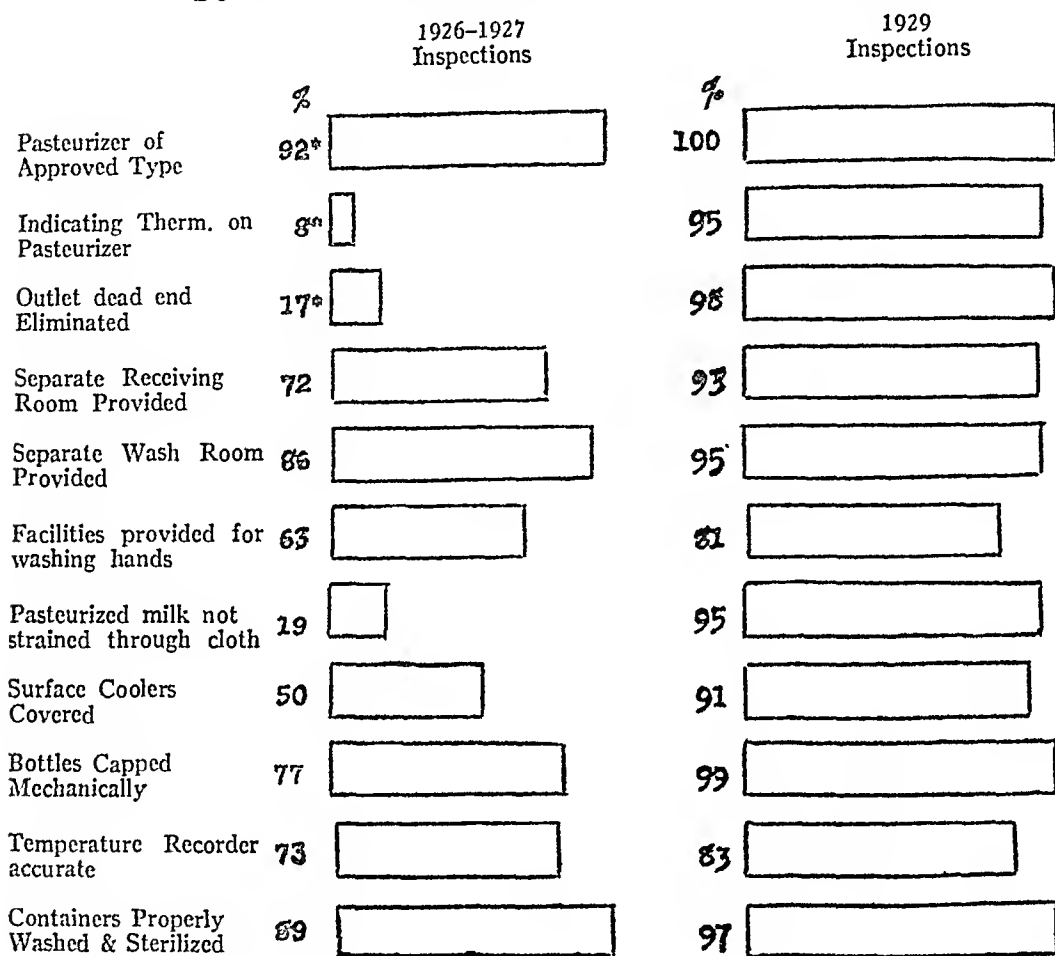 1926–1927
Inspections
1929
Inspections
%
%
Pasteurizer of
Approved Type
92*
100
Indicating Therm. on
Pasteurizer
8*
95
Outlet dead end
Eliminated
17*
98
Separate Receiving
Room Provided
72
93
Separate Wash Room
Provided
86
95
Facilities provided for
washing hands
63
81
Pasteurized milk not
strained through cloth
19
95
Surface Coolers
Covered
50
91
Bottles Capped
Mechanically
77
99
Temperature Recorder
accurate
73
83
Containers Properly
Washed & Sterilized
89
97